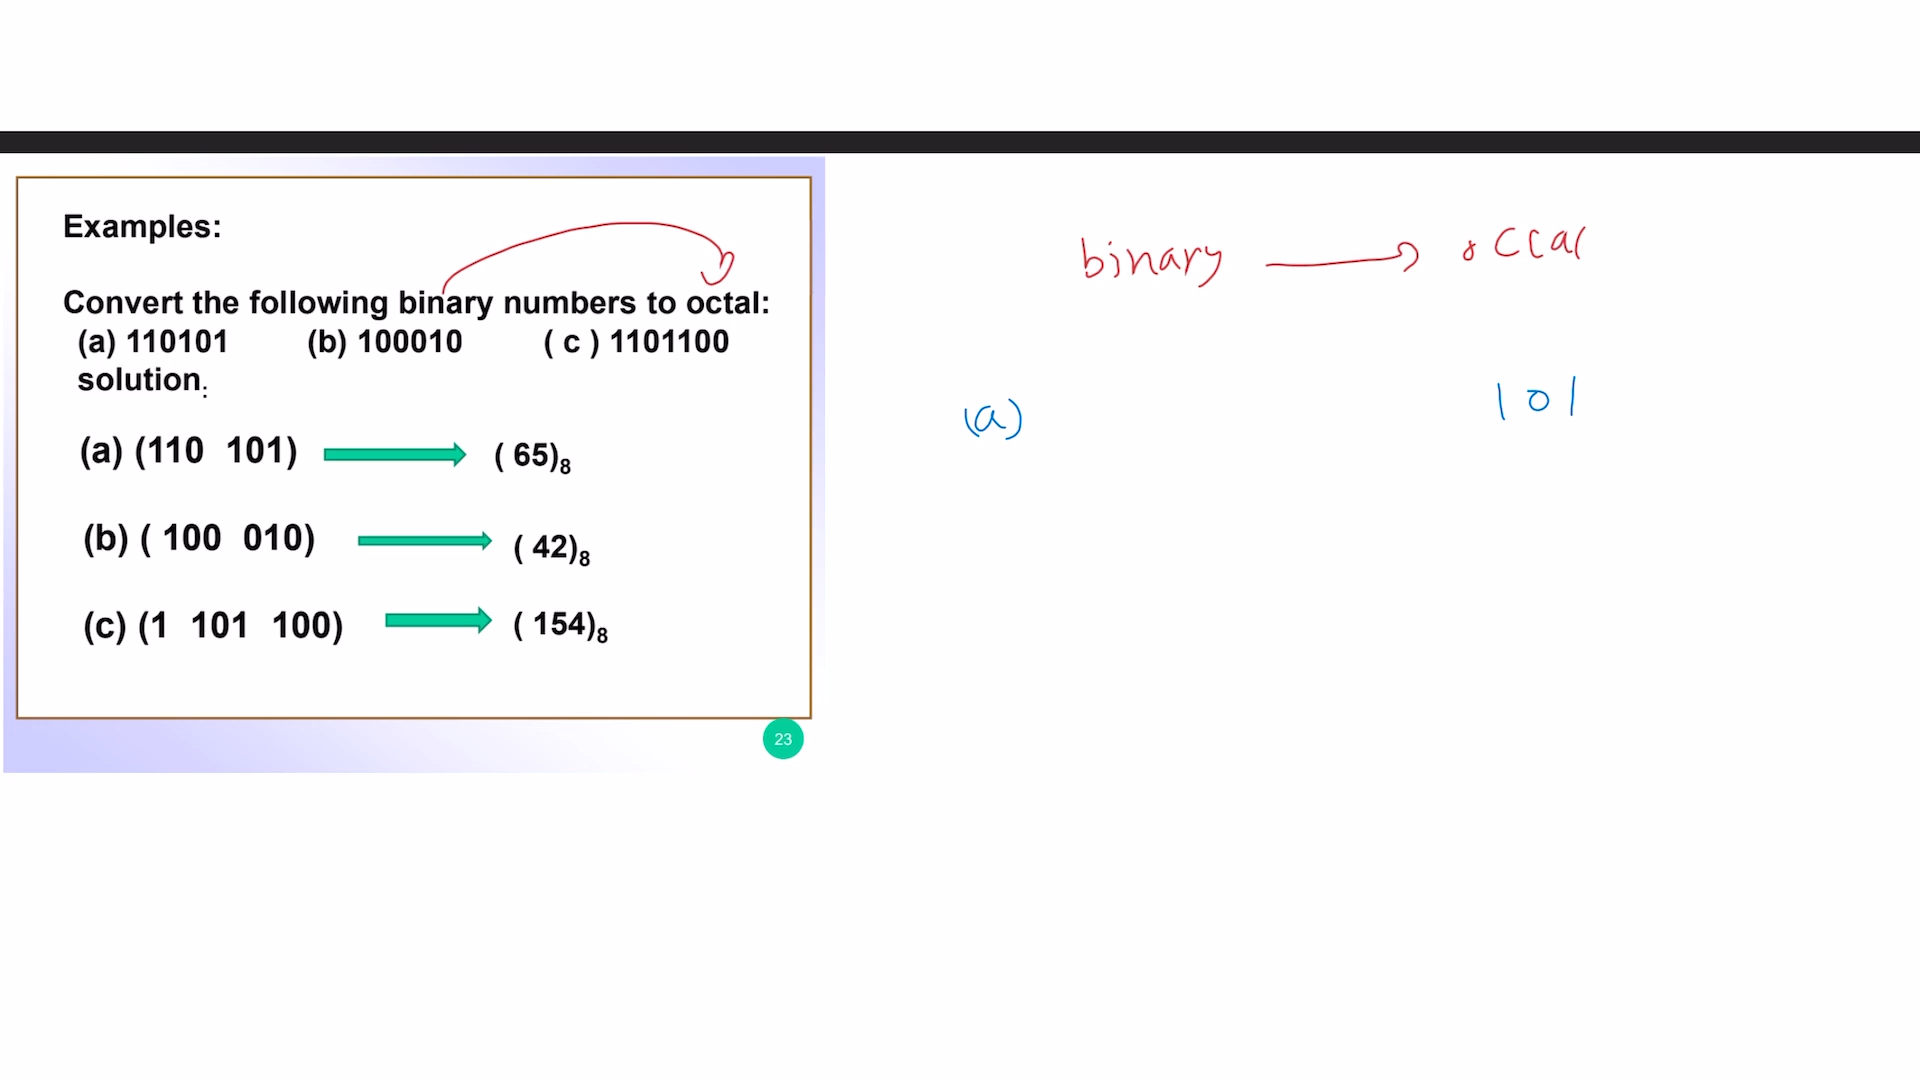 Examples:
Convert the following binary numbers to octal:
(a) 110101 (b) 100010 ( c ) 1101100
solution:
(a) (110 101) ( 65)8
(b) ( 100 010) ( 42)8
(c) (1 101 100) ( 154)8
23
binary → octal
(a) 101